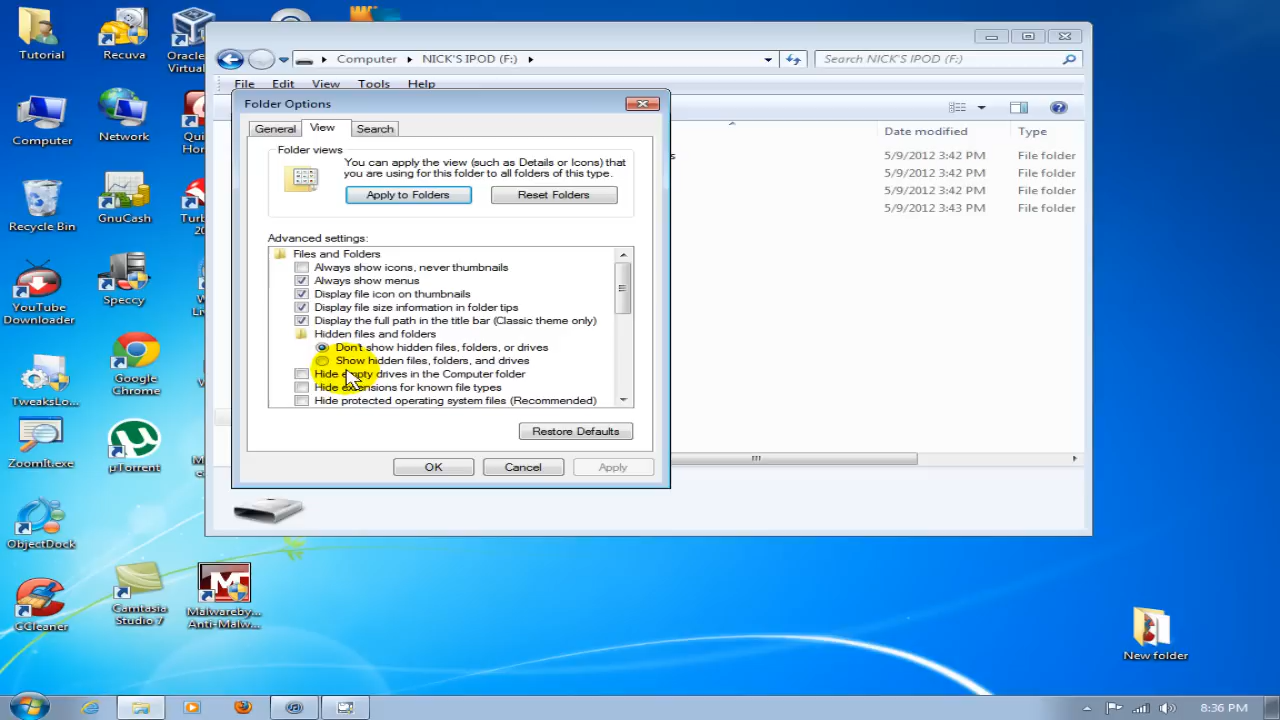 Tutorial
Recuva
Oracle
Virtual
Computer
Network
Recycle Bin
GnuCash
YouTube
Downloader
Speccy
Google
Chrome
TweaksLo...
ZoomIt.exe
µTorrent
ObjectDock
CCleaner
Camtasia
Studio 7
Malwareby...
Anti-Malw...
New folder
Computer
NICK'S IPOD (F:)
Search NICK'S IPOD (F:)
File Edit View Tools Help
Date modified Type
5/9/2012 3:42 PM File folder
5/9/2012 3:42 PM File folder
5/9/2012 3:42 PM File folder
5/9/2012 3:43 PM File folder
Folder Options
General View Search
Folder views
You can apply the view (such as Details or Icons) that
you are using for this folder to all folders of this type.
Apply to Folders Reset Folders
Advanced settings:
Files and Folders
Always show icons, never thumbnails
Always show menus
Display file icon on thumbnails
Display file size information in folder tips
Display the full path in the title bar (Classic theme only)
Hidden files and folders
Don't show hidden files, folders, or drives
Show hidden files, folders, and drives
Hide empty drives in the Computer folder
Hide extensions for known file types
Hide protected operating system files (Recommended)
Restore Defaults
OK Cancel Apply
8:36 PM